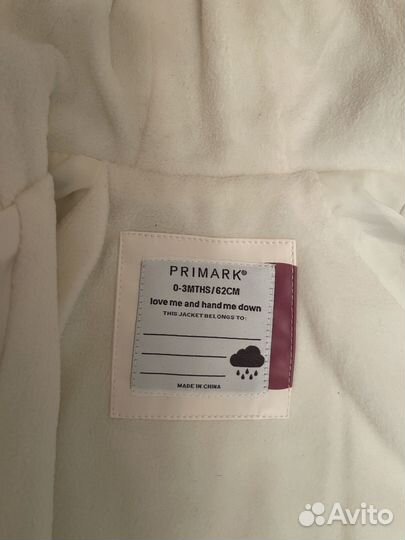 PRIMARK®
0-3MTHS/62CM
love me and hand me down
THIS JACKET BELONGS TO:
MADE IN CHINA
Avito